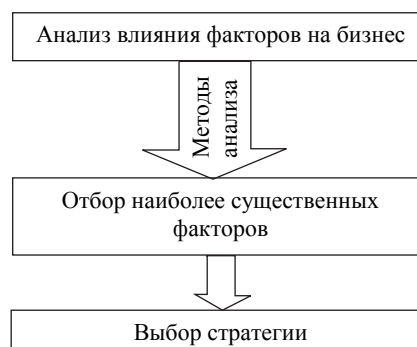 Анализ влияния факторов на бизнес
Методы
анализа
Отбор наиболее существенных
факторов
Выбор стратегии